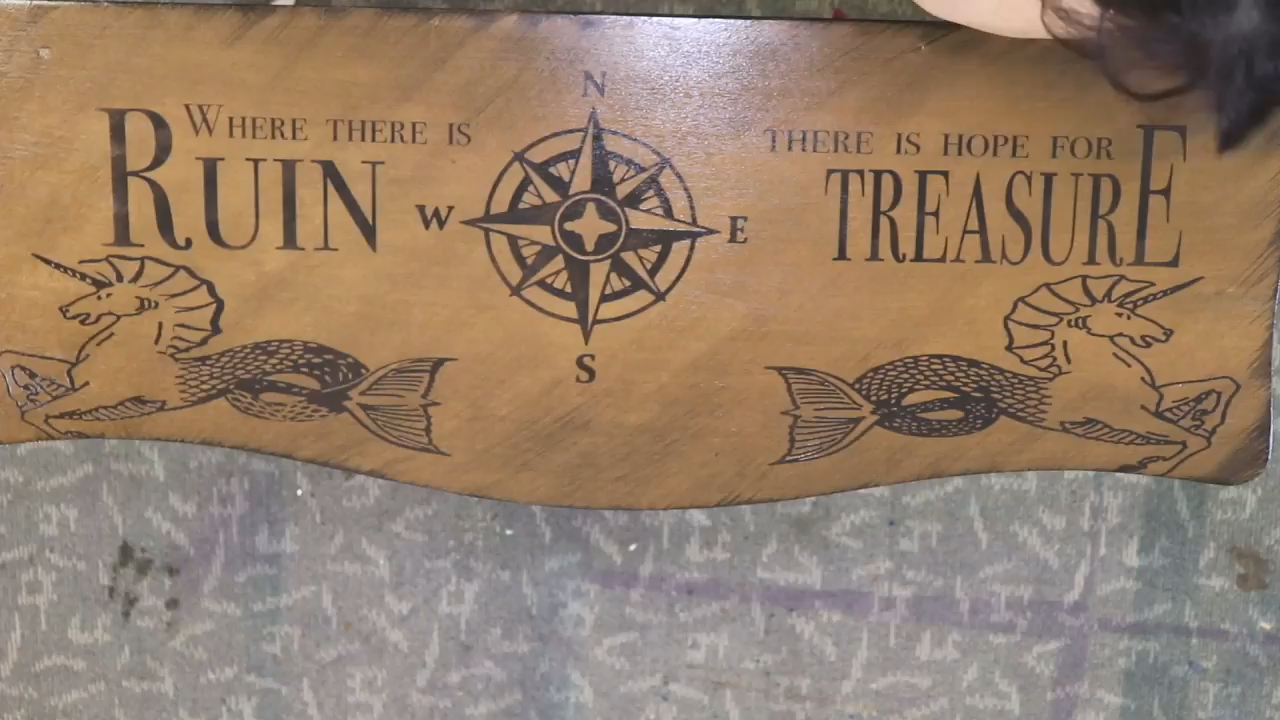 WHERE THERE IS
RUIN
N
W
E
S
THERE IS HOPE FOR
TREASURE